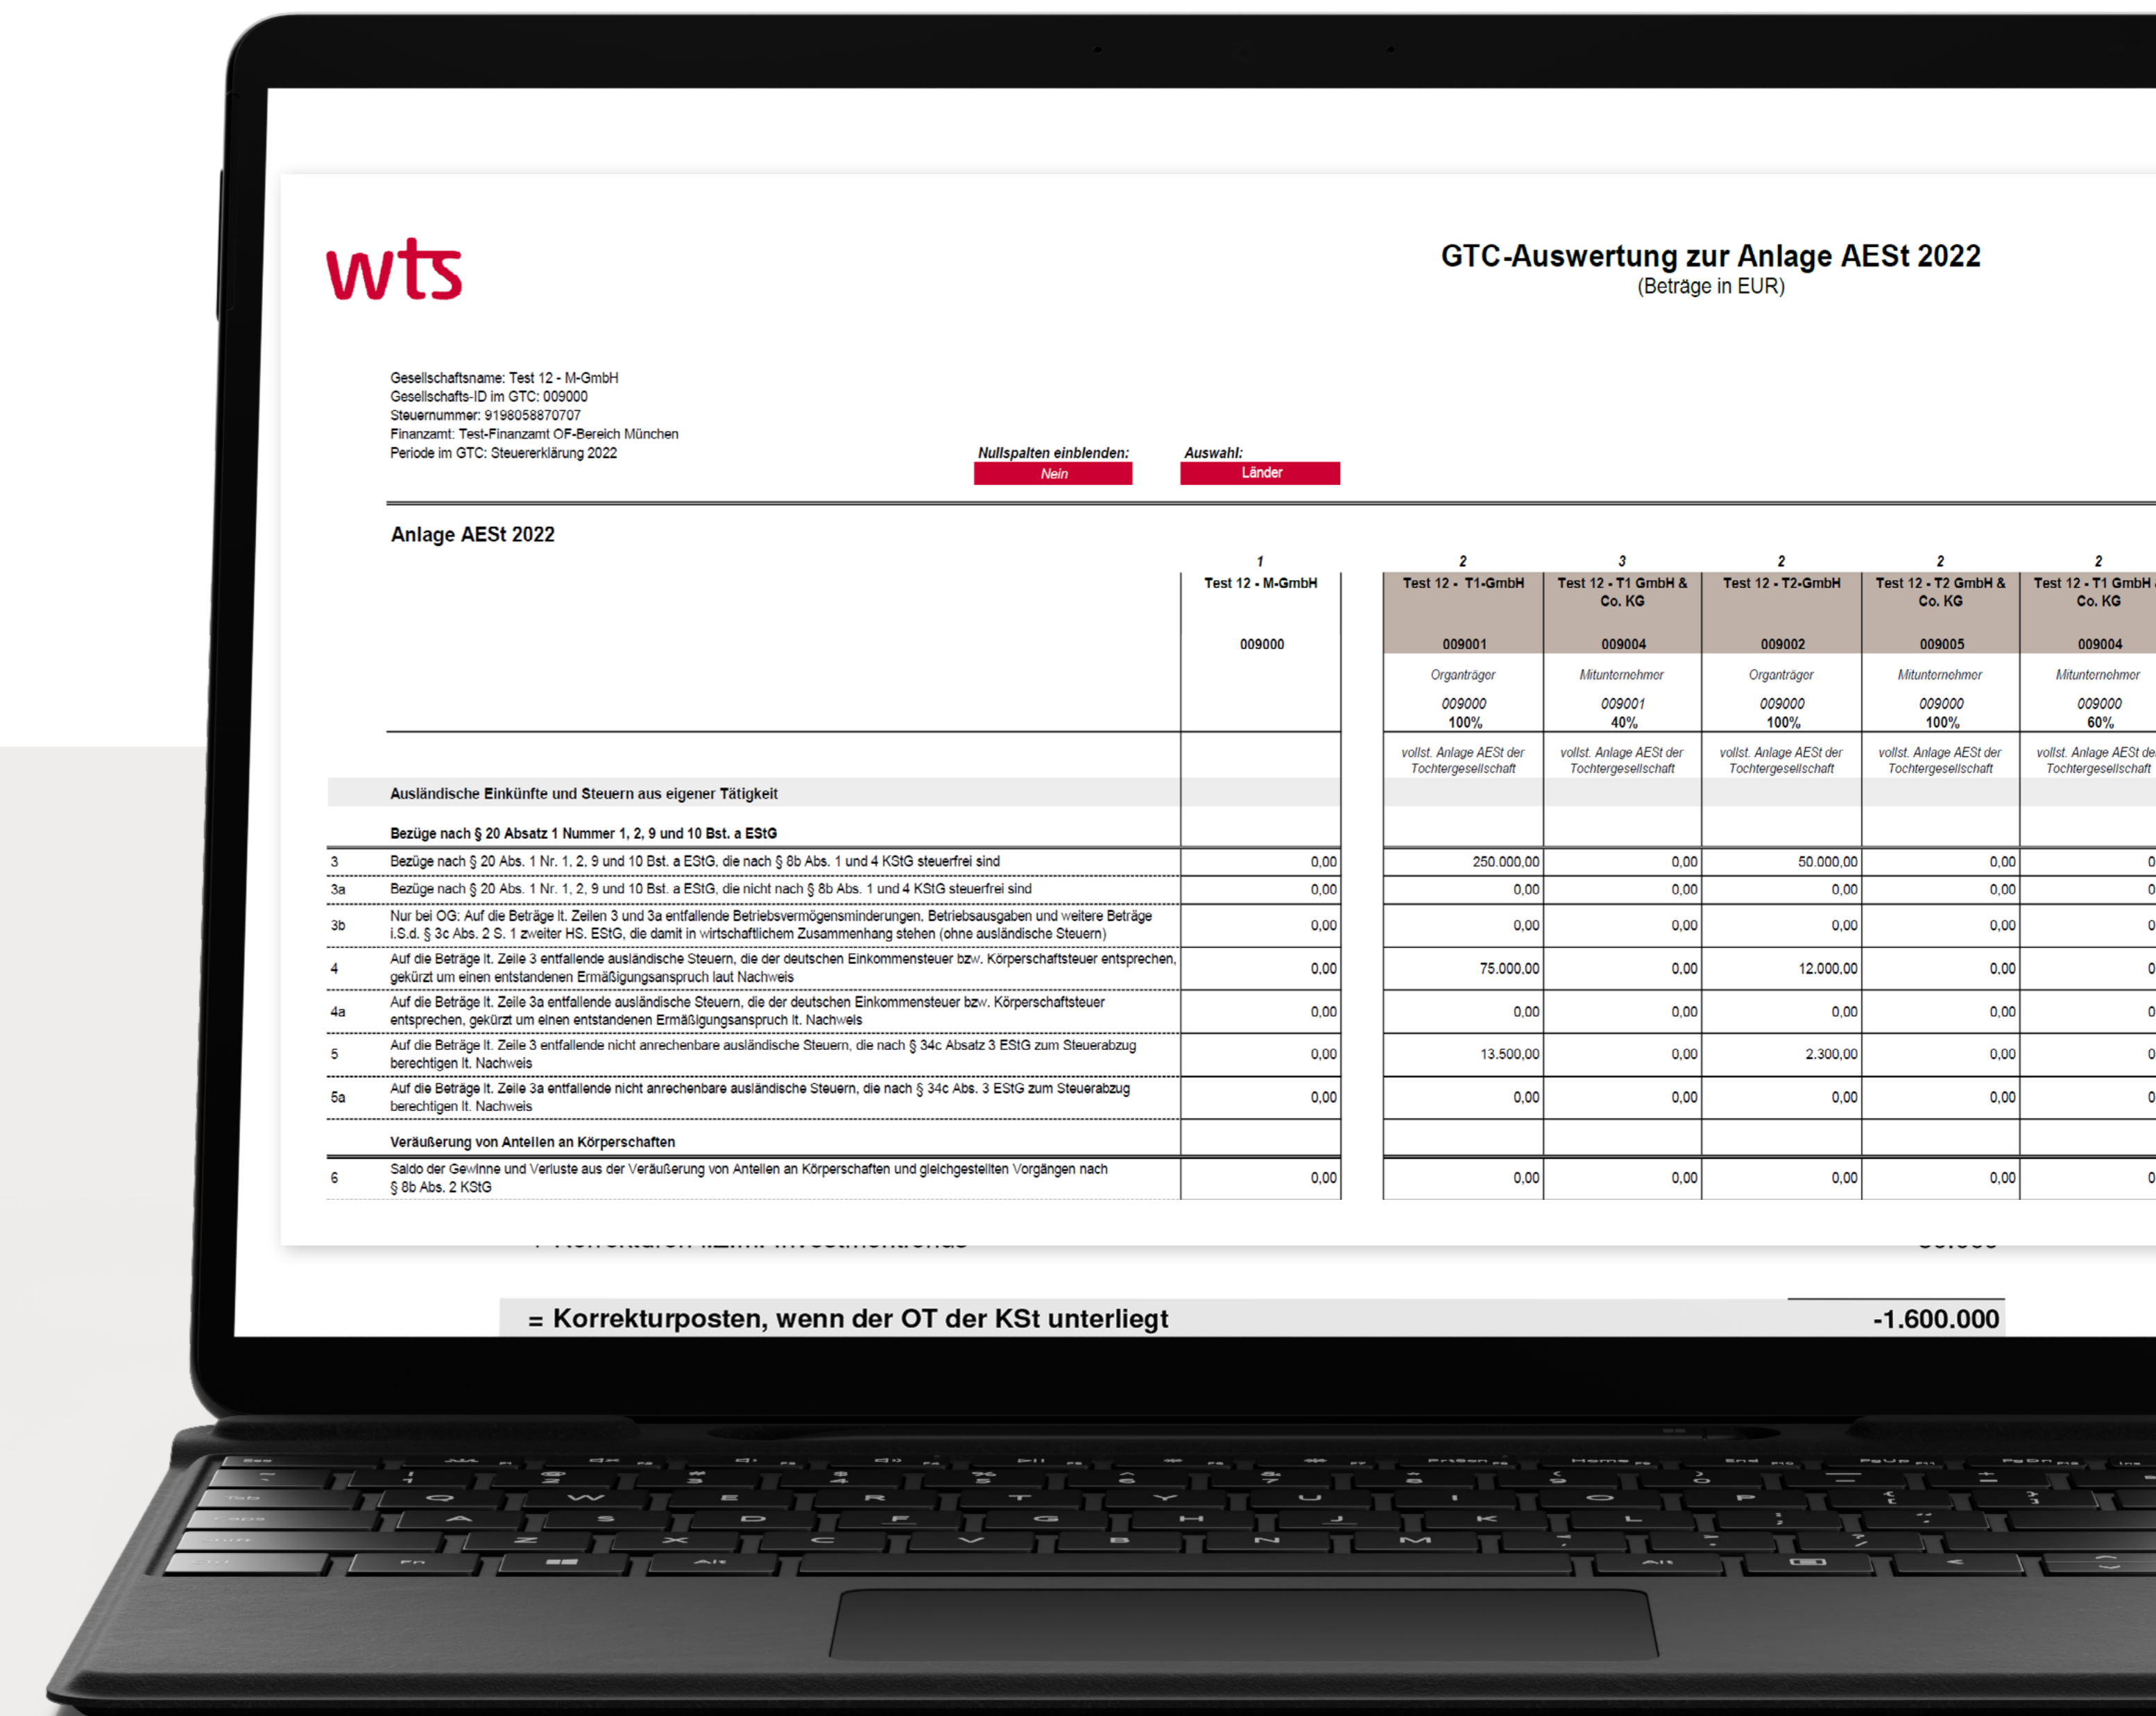 wts
GTC-Auswertung zur Anlage AESt 2022
(Beträge in EUR)
Gesellschaftsname: Test 12 - M-GmbH
Gesellschafts-ID im GTC: 009000
Steuernummer: 9198058870707
Finanzamt: Test-Finanzamt OF-Bereich München
Periode im GTC: Steuererklärung 2022
Nullspalten einblenden: Auswahl:
Nein Länder
Anlage AESt 2022
1 2 3 2 2 2
Test 12 - M-GmbH Test 12 - T1-GmbH Test 12 - T1 GmbH & Test 12 - T2-GmbH Test 12 - T2 GmbH & Test 12 - T1 GmbH
Co. KG Co. KG Co. KG
009000 009001 009004 009002 009005 009004
Organträger Mitunternehmer Organträger Mitunternehmer Mitunternehmer
009000 009001 009000 009000 009000
100% 40% 100% 100% 60%
vollst. Anlage AESt der vollst. Anlage AESt der vollst. Anlage AESt der vollst. Anlage AESt der vollst. Anlage AESt de
Tochtergesellschaft Tochtergesellschaft Tochtergesellschaft Tochtergesellschaft Tochtergesellschaft
Ausländische Einkünfte und Steuern aus eigener Tätigkeit
Bezüge nach § 20 Absatz 1 Nummer 1, 2, 9 und 10 Bst. a EStG
3 Bezüge nach § 20 Abs. 1 Nr. 1, 2, 9 und 10 Bst. a EStG, die nach § 8b Abs. 1 und 4 KStG steuerfrei sind 0,00 250.000,00 0,00 50.000,00 0,00 0
3a Bezüge nach § 20 Abs. 1 Nr. 1, 2, 9 und 10 Bst. a EStG, die nicht nach § 8b Abs. 1 und 4 KStG steuerfrei sind 0,00 0,00 0,00 0,00 0,00 0
Nur bei OG: Auf die Beträge lt. Zeilen 3 und 3a entfallende Betriebsvermögensminderungen, Betriebsausgaben und weitere Beträge
3b i.S.d. § 3c Abs. 2 S. 1 zweiter HS. EStG, die damit in wirtschaftlichem Zusammenhang stehen (ohne ausländische Steuern) 0,00 0,00 0,00 0,00 0,00 0
Auf die Beträge lt. Zeile 3 entfallende ausländische Steuern, die der deutschen Einkommensteuer bzw. Körperschaftsteuer entsprechen,
4 gekürzt um einen entstandenen Ermäßigungsanspruch laut Nachweis 0,00 75.000,00 0,00 12.000,00 0,00 0
Auf die Beträge lt. Zeile 3a entfallende ausländische Steuern, die der deutschen Einkommensteuer bzw. Körperschaftsteuer
4a entsprechen, gekürzt um einen entstandenen Ermäßigungsanspruch lt. Nachweis 0,00 0,00 0,00 0,00 0,00 0
Auf die Beträge lt. Zeile 3 entfallende nicht anrechenbare ausländische Steuern, die nach § 34c Absatz 3 EStG zum Steuerabzug
5 berechtigen lt. Nachweis 0,00 13.500,00 0,00 2.300,00 0,00 0
Auf die Beträge lt. Zeile 3a entfallende nicht anrechenbare ausländische Steuern, die nach § 34c Abs. 3 EStG zum Steuerabzug
5a berechtigen lt. Nachweis 0,00 0,00 0,00 0,00 0,00 0
Veräußerung von Anteilen an Körperschaften
Saldo der Gewinne und Verluste aus der Veräußerung von Anteilen an Körperschaften und gleichgestellten Vorgängen nach
6 § 8b Abs. 2 KStG 0,00 0,00 0,00 0,00 0,00 0
= Korrekturposten, wenn der OT der KSt unterliegt -1.600.000
Q W E R T Y U I O P
A S D F G H J K L
Z X C V B N M
Fn Alt Alt